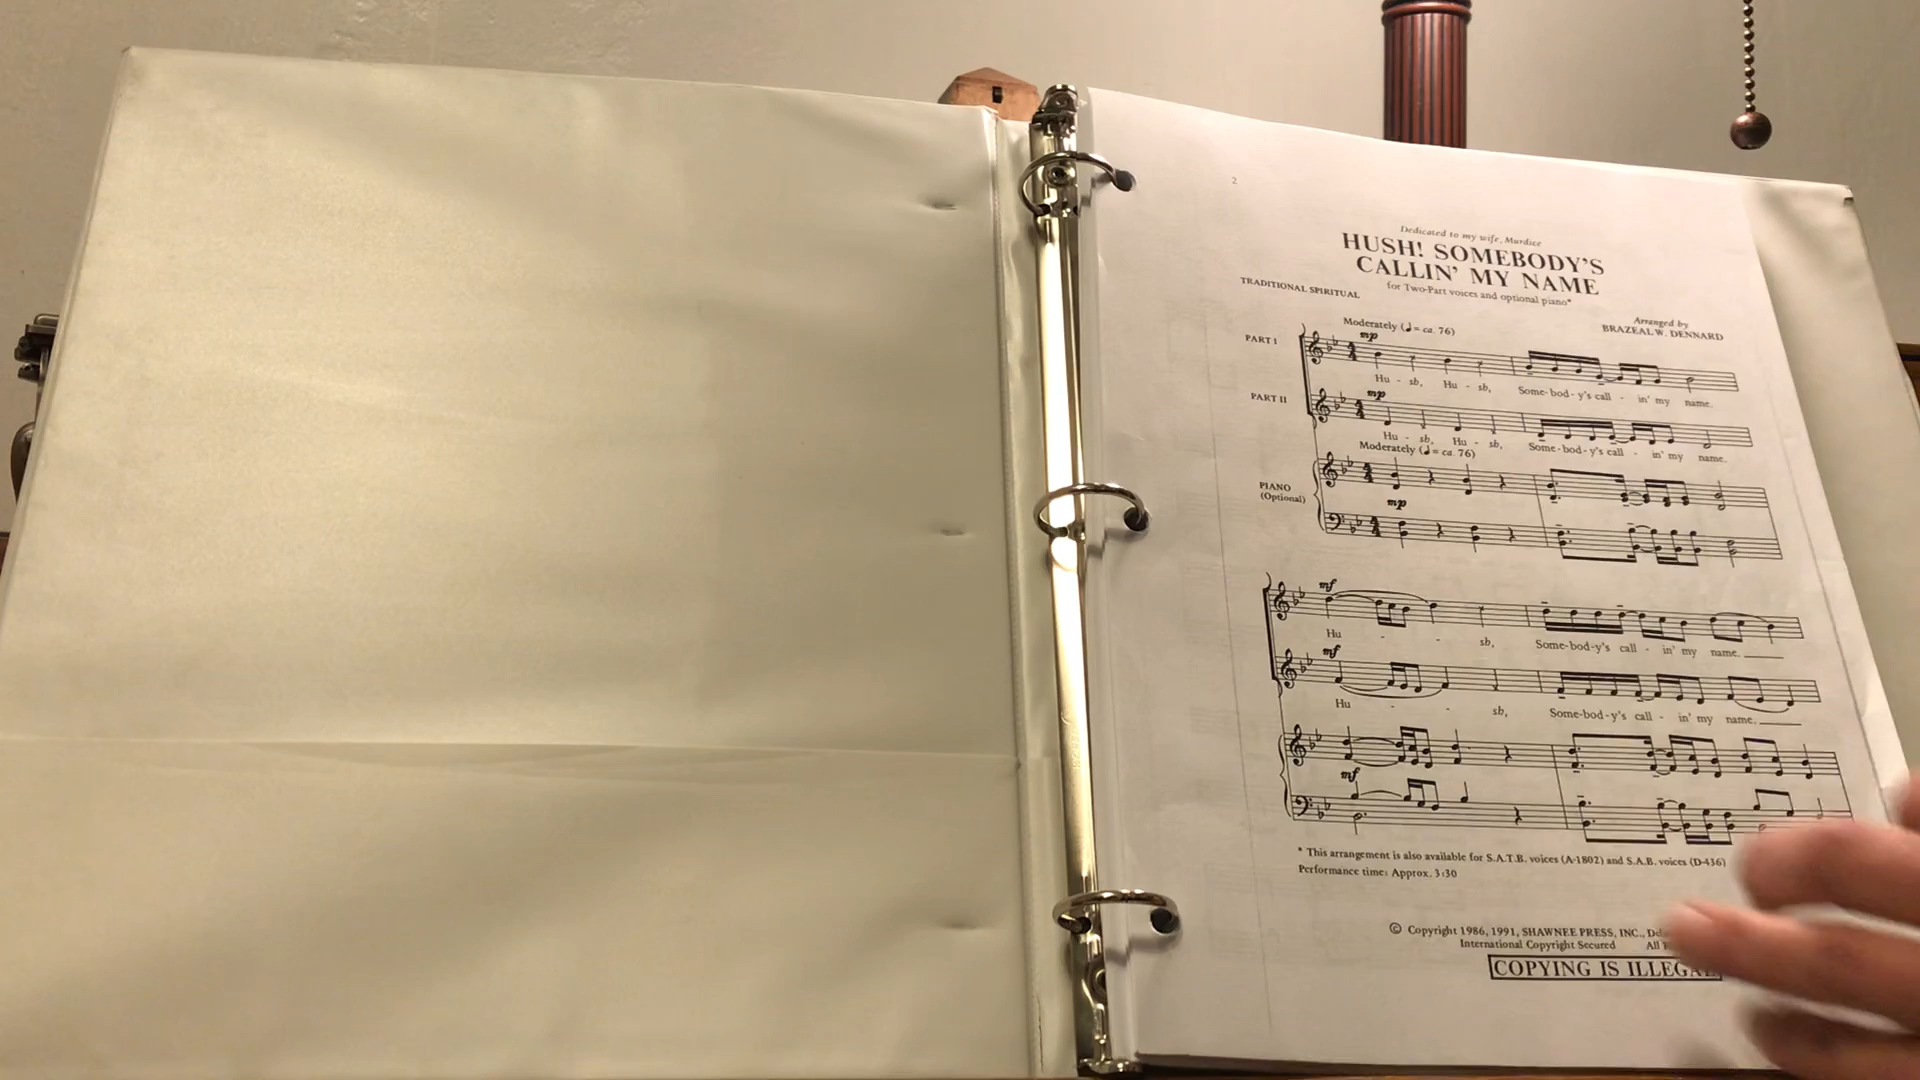 2
Dedicated to my wife, Murdice
HUSH! SOMEBODY'S
CALLIN' MY NAME
for Two-Part voices and optional piano*
TRADITIONAL SPIRITUAL
Arranged by
BRAZEAL W. DENNARD
Moderately (♩= ca. 76)
PART I
mp
Hu - sh, Hu - sh, Some-bod-y's call - in' my name.
PART II
mp
Hu - sh, Hu - sh, Some-bod-y's call - in' my name.
Moderately (♩= ca. 76)
PIANO
(Optional)
mp
mf
Hu - - sh, Some-bod-y's call - in' my name.
mf
Hu - - sh, Some-bod-y's call - in' my name.
mf
* This arrangement is also available for S.A.T.B. voices (A-1802) and S.A.B. voices (D-436)
Performance time: Approx. 3:30
© Copyright 1986, 1991, SHAWNEE PRESS, INC.,
International Copyright Secured All
COPYING IS ILLEGAL